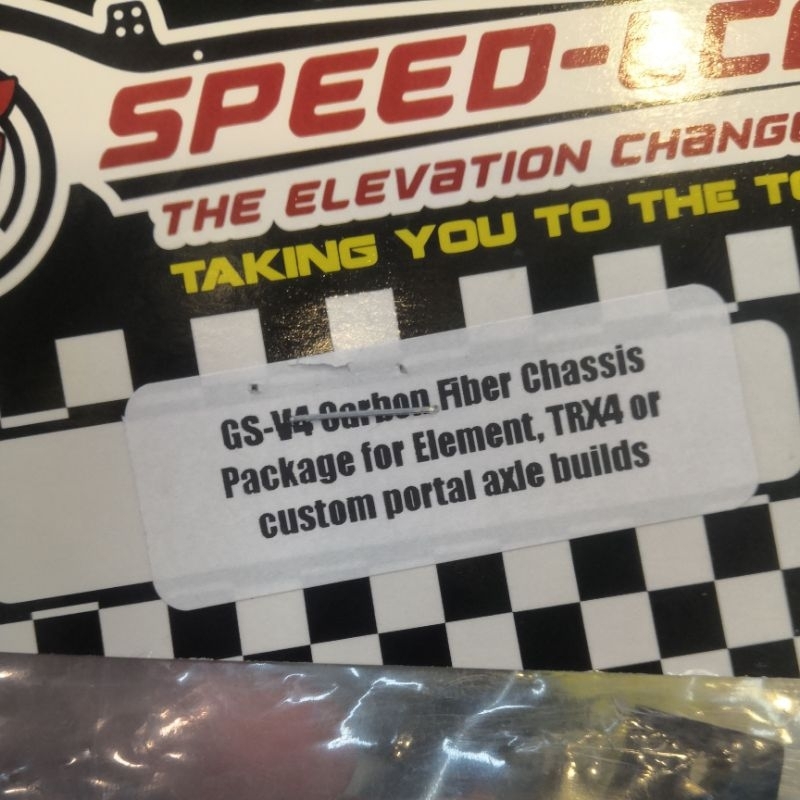 SPEED-
THE ELEVATION
TAKING YOU TO THE
GS-V4 Carbon Fiber Chassis
Package for Element, TRX4 or
custom portal axle builds